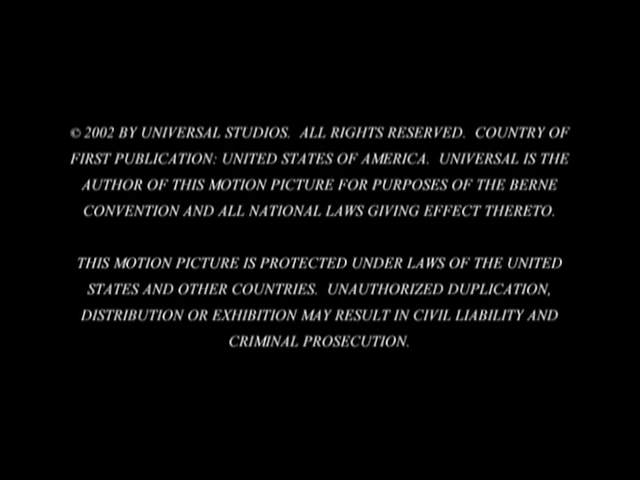 © 2002 BY UNIVERSAL STUDIOS. ALL RIGHTS RESERVED. COUNTRY OF
FIRST PUBLICATION: UNITED STATES OF AMERICA. UNIVERSAL IS THE
AUTHOR OF THIS MOTION PICTURE FOR PURPOSES OF THE BERNE
CONVENTION AND ALL NATIONAL LAWS GIVING EFFECT THERETO.
THIS MOTION PICTURE IS PROTECTED UNDER LAWS OF THE UNITED
STATES AND OTHER COUNTRIES. UNAUTHORIZED DUPLICATION,
DISTRIBUTION OR EXHIBITION MAY RESULT IN CIVIL LIABILITY AND
CRIMINAL PROSECUTION.